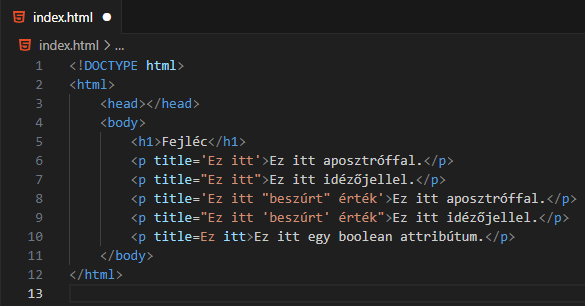 index.html
index.html > ...
1 <!DOCTYPE html>
2 <html>
3 <head></head>
4 <body>
5 <h1>Fejléc</h1>
6 <p title='Ez itt'>Ez itt aposztróffal.</p>
7 <p title="Ez itt">Ez itt idézőjellel.</p>
8 <p title='Ez itt "beszúrt" érték'>Ez itt aposztróffal.</p>
9 <p title="Ez itt 'beszúrt' érték">Ez itt idézőjellel.</p>
10 <p title=Ez itt>Ez itt egy boolean attribútum.</p>
11 </body>
12 </html>
13